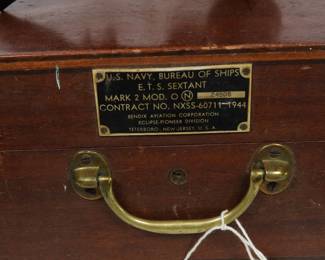 U.S. NAVY, BUREAU OF SHIPS
E.T.S. SEXTANT
MARK 2 MOD. O N
CONTRACT NO. NXSS-60711-1944
BENDIX AVIATION CORPORATION
ECLIPSE-PIONEER DIVISION
TETERBORO, NEW JERSEY, U.S.A